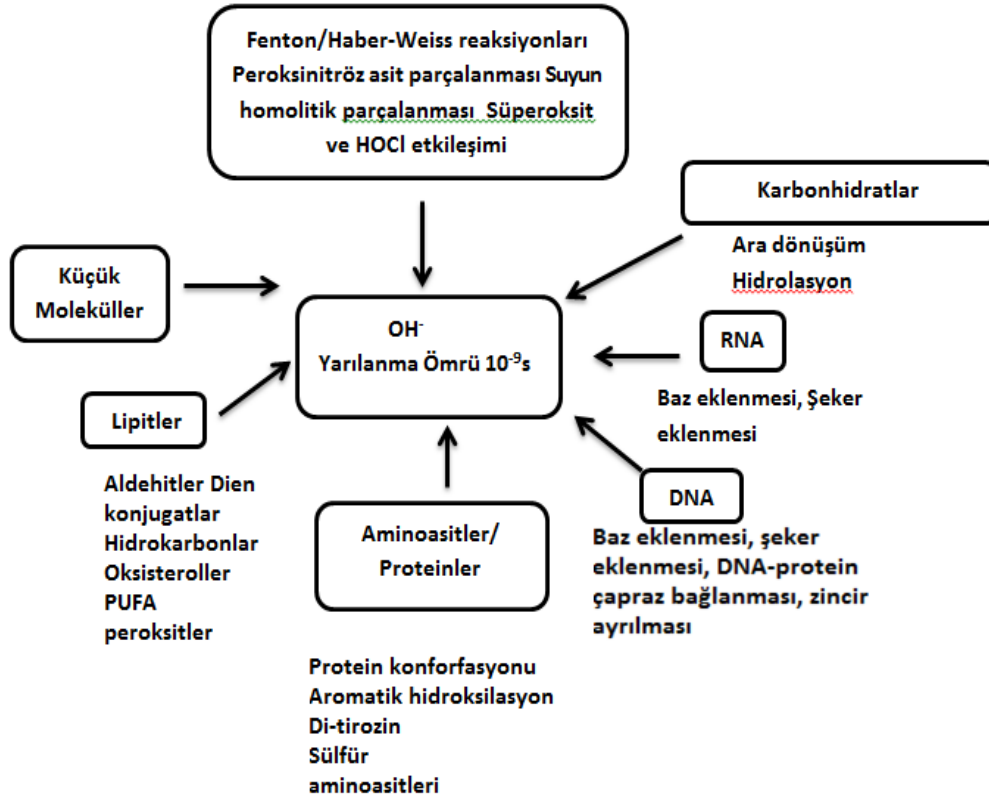 Fenton/Haber-Weiss reaksiyonları
Peroksinitröz asit parçalanması Suyun
homolitik parçalanması Süperoksit
ve HOCl etkileşimi
Karbonhidratlar
Ara dönüşüm
Hidrolasyon
Küçük
Moleküller
OH⁻
Yarılanma Ömrü 10⁻⁹s
RNA
Baz eklenmesi, Şeker
eklenmesi
Lipitler
Aldehitler Dien
konjugatlar
Hidrokarbonlar
Oksisteroller
PUFA
peroksitler
Aminoasitler/
Proteinler
Protein konforfasyonu
Aromatik hidroksilasyon
Di-tirozin
Sülfür
aminoasitleri
DNA
Baz eklenmesi, şeker
eklenmesi, DNA-protein
çapraz bağlanması, zincir
ayrılması